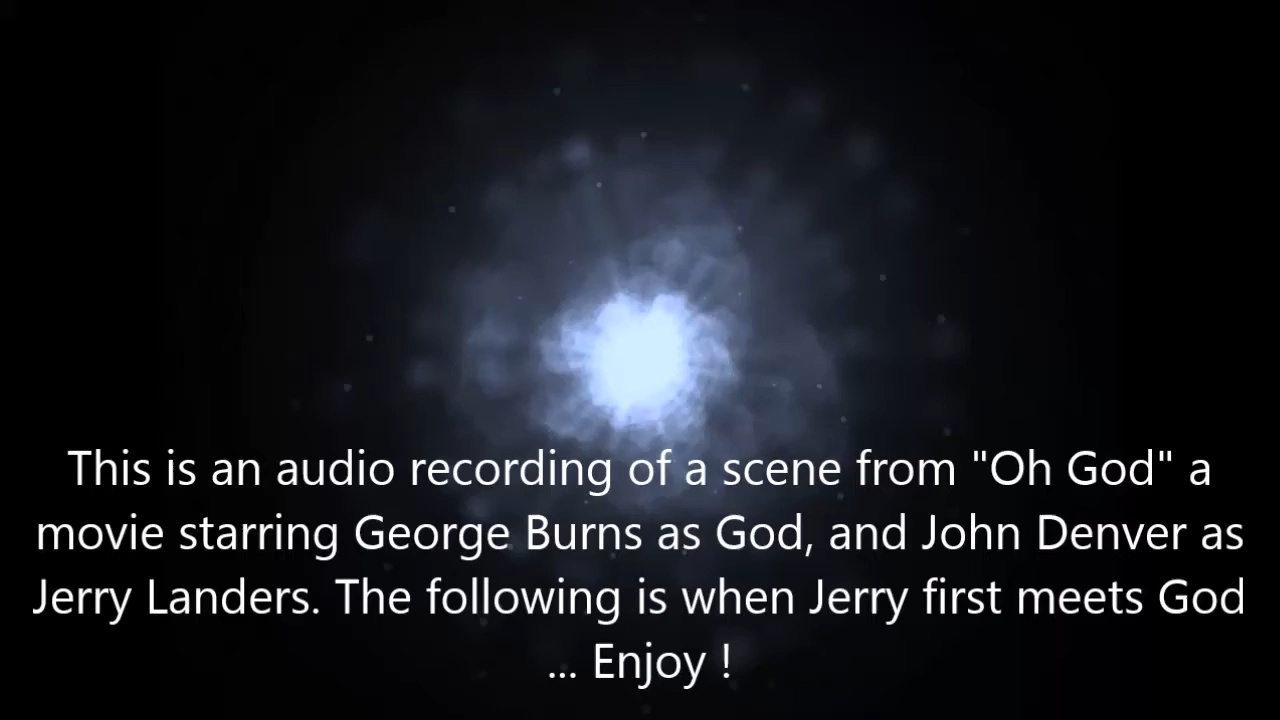 This is an audio recording of a scene from "Oh God" a
movie starring George Burns as God, and John Denver as
Jerry Landers. The following is when Jerry first meets God
... Enjoy !